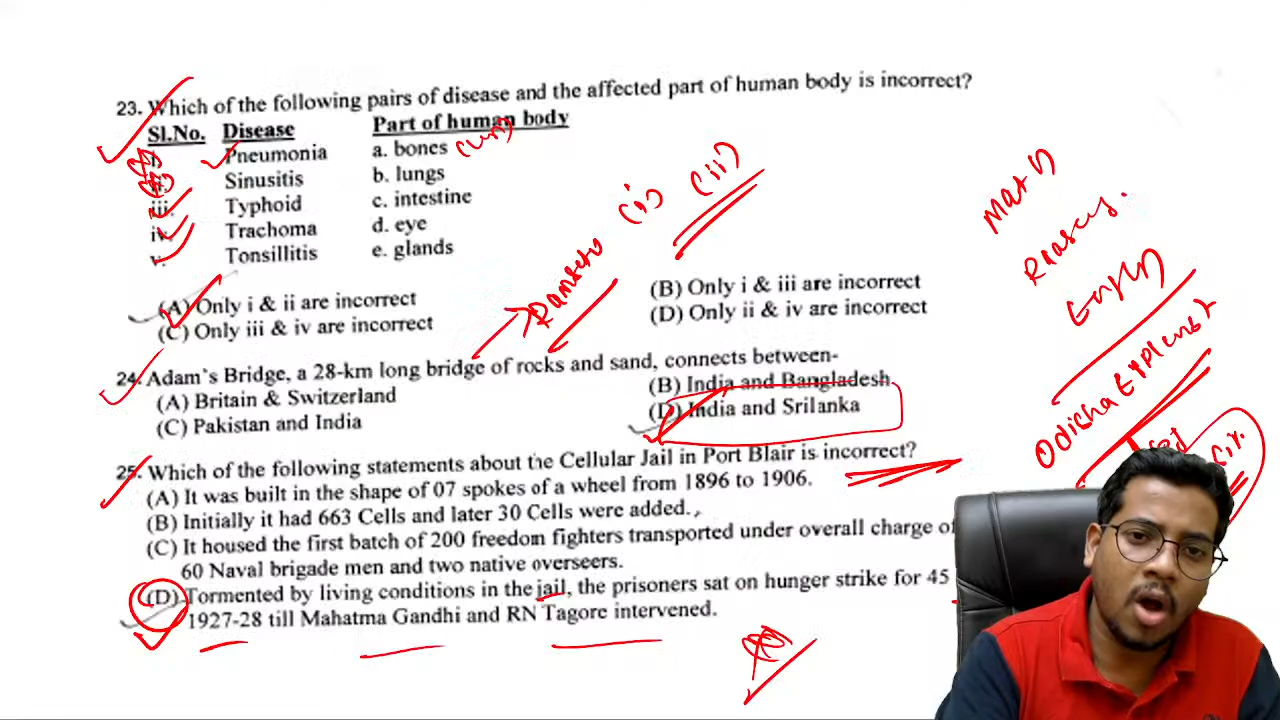 23. Which of the following pairs of disease and the affected part of human body is incorrect?
Sl.No. Disease Part of human body
Pneumonia a. bones
Sinusitis b. lungs
iii. Typhoid c. intestine
iv. Trachoma d. eye
v. Tonsillitis e. glands
(i) (iii)
Math
(A) Only i & ii are incorrect (B) Only i & iii are incorrect
(C) Only iii & iv are incorrect (D) Only ii & iv are incorrect
24. Adam's Bridge, a 28-km long bridge of rocks and sand, connects between-
(A) Britain & Switzerland (B) India and Bangladesh
(C) Pakistan and India (D) India and Srilanka
25. Which of the following statements about the Cellular Jail in Port Blair is incorrect?
(A) It was built in the shape of 07 spokes of a wheel from 1896 to 1906.
(B) Initially it had 663 Cells and later 30 Cells were added.
(C) It housed the first batch of 200 freedom fighters transported under overall charge of
60 Naval brigade men and two native overseers.
(D) Tormented by living conditions in the jail, the prisoners sat on hunger strike for 45
1927-28 till Mahatma Gandhi and RN Tagore intervened.